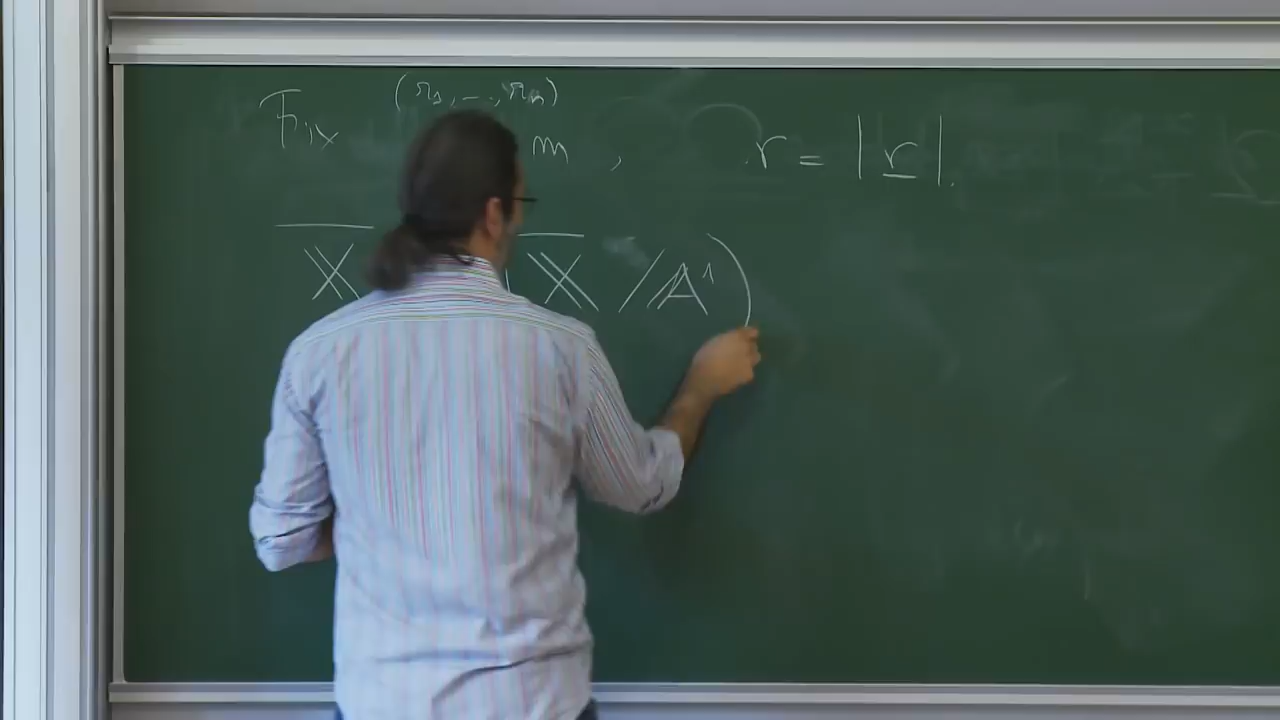 (r₁, –, rₙ)
Fix m , r = |r|.
𝕏 𝕏 /𝔸¹)